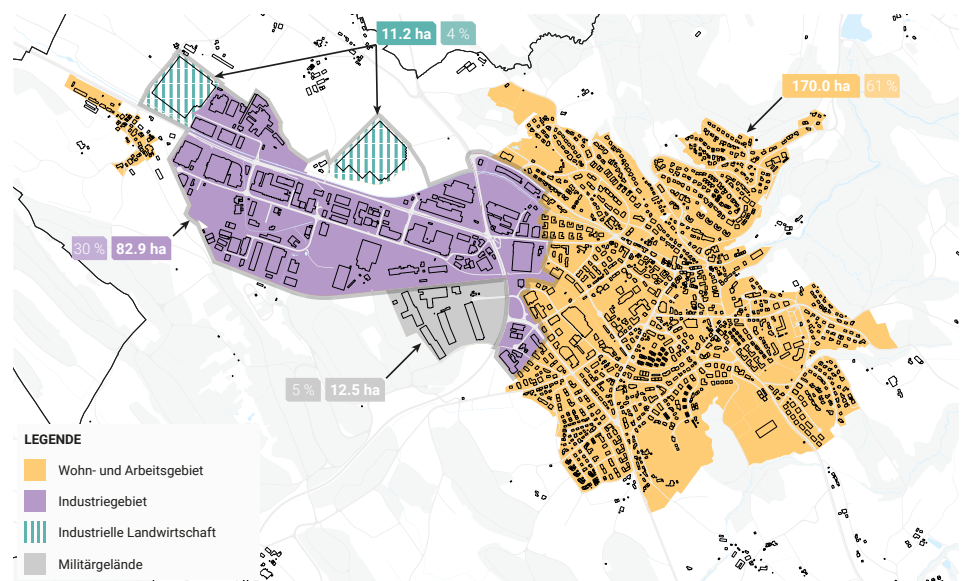 11.2 ha 4 %
170.0 ha 61 %
30 % 82.9 ha
5 % 12.5 ha
LEGENDE
Wohn- und Arbeitsgebiet
Industriegebiet
Industrielle Landwirtschaft
Militärgelände